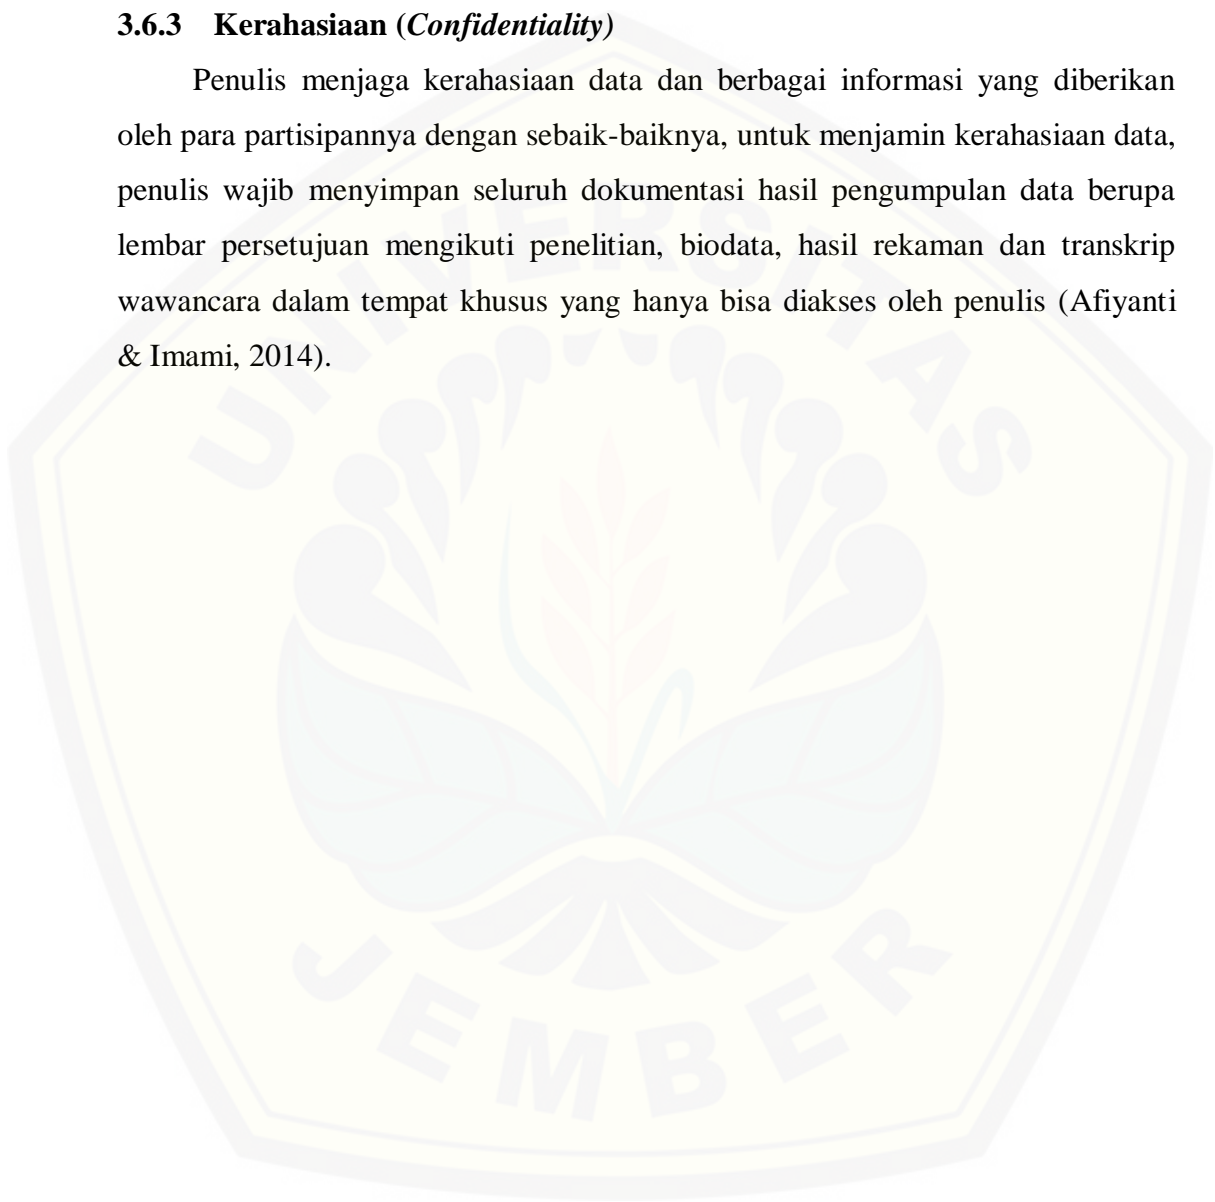 3.6.3 Kerahasiaan (Confidentiality)
Penulis menjaga kerahasiaan data dan berbagai informasi yang diberikan
oleh para partisipannya dengan sebaik-baiknya, untuk menjamin kerahasiaan data,
penulis wajib menyimpan seluruh dokumentasi hasil pengumpulan data berupa
lembar persetujuan mengikuti penelitian, biodata, hasil rekaman dan transkrip
wawancara dalam tempat khusus yang hanya bisa diakses oleh penulis (Afiyanti
& Imami, 2014).
UNIVERSITAS
JEMBER